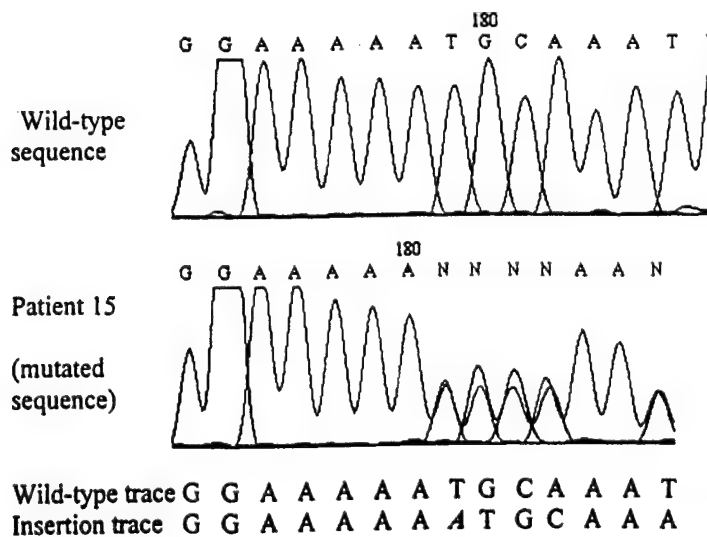 180
G G A A A A A T G C A A A T
Wild-type
sequence
180
G G A A A A A N N N N A A N
Patient 15
(mutated
sequence)
Wild-type trace G G A A A A A T G C A A A T
Insertion trace G G A A A A A A T G C A A A